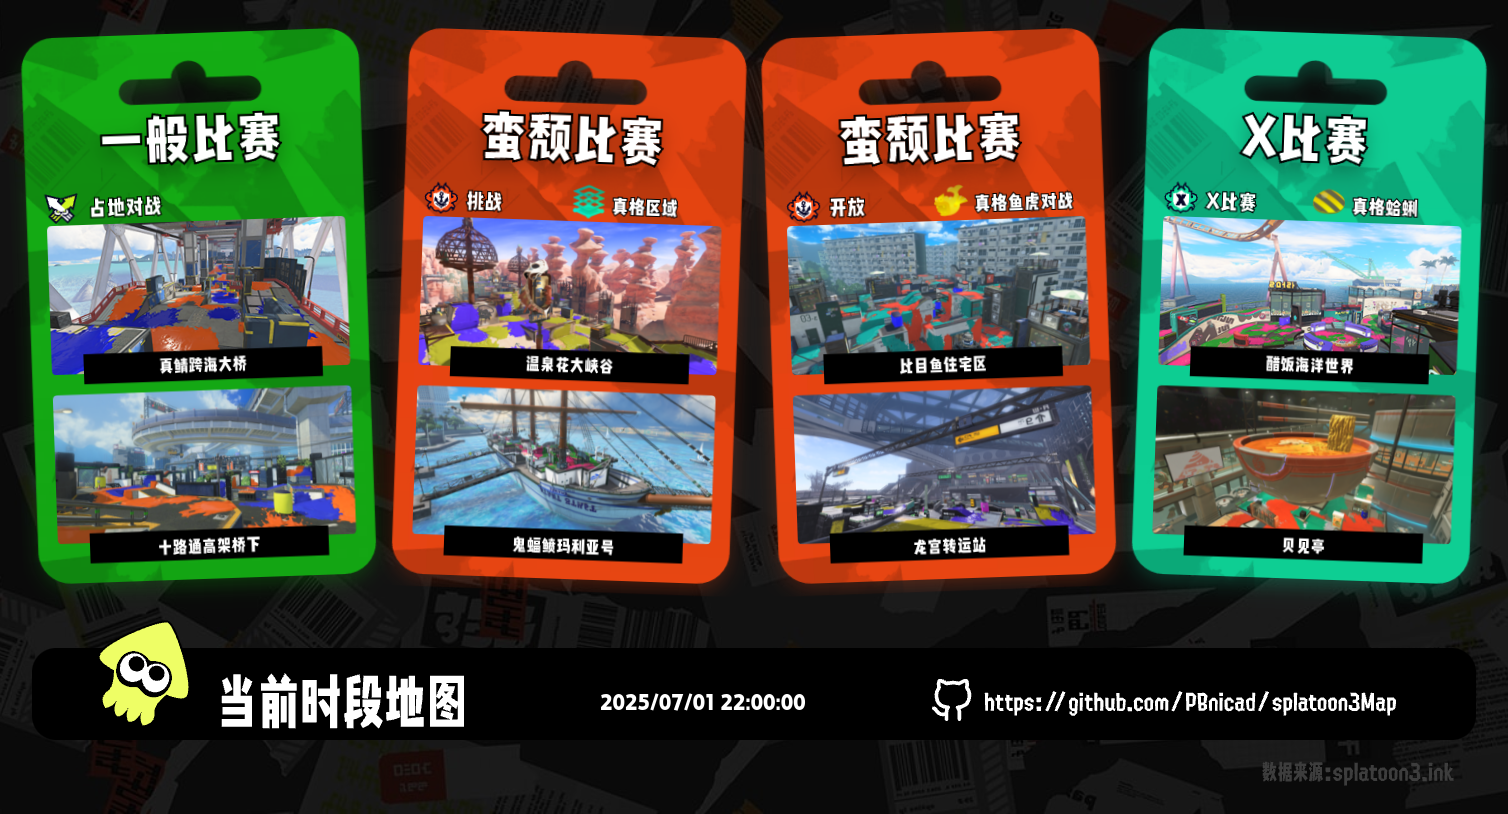 一般比赛
占地对战
真鲷跨海大桥
十路通高架桥下
蛮颓比赛
挑战
真格区域
温泉花大峡谷
鬼蝠鲼玛利亚号
蛮颓比赛
开放
真格鱼虎对战
比目鱼住宅区
龙宫转运站
X比赛
X比赛
真格蛤蜊
醋饭海洋世界
贝见亭
当前时段地图
2025/07/01 22:00:00
https://github.com/PBnicad/splatoon3Map
数据来源:splatoon3.ink